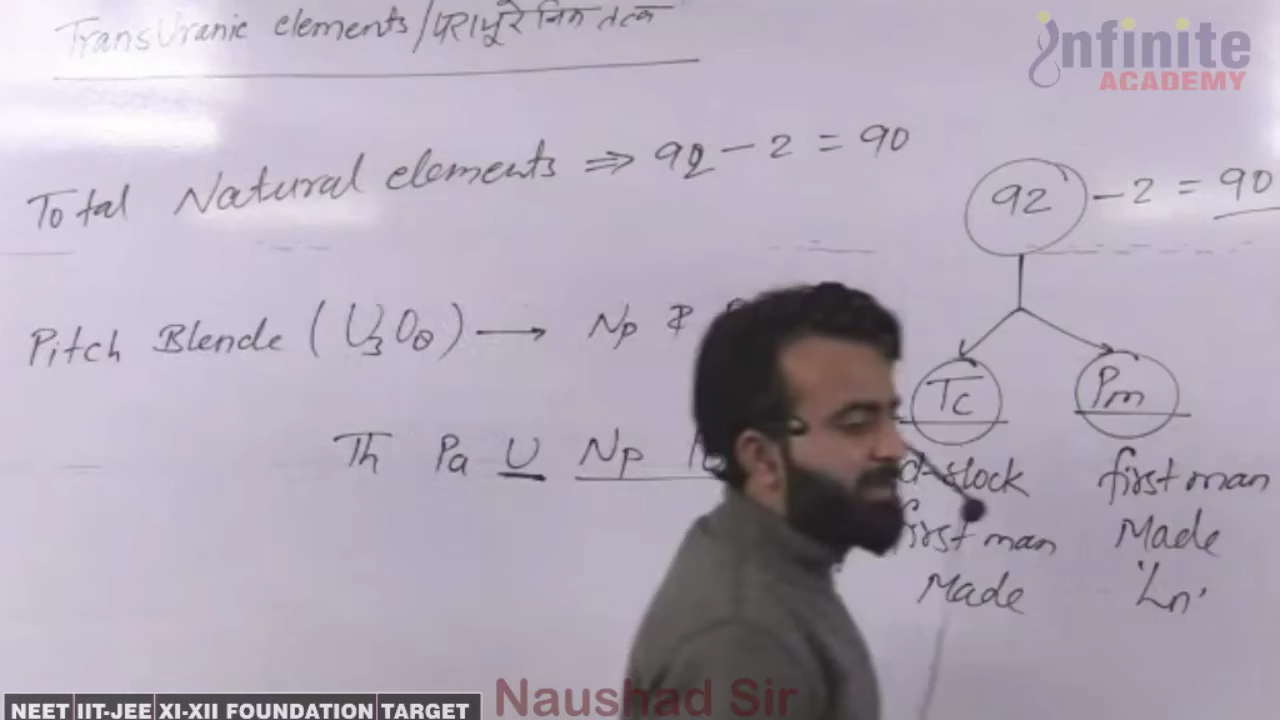 TransUranic elements/परायूरेनिक तत्व
infinite
ACADEMY
Total Natural elements ⇒ 92 - 2 = 90
92 - 2 = 90
Pitch Blende (U3O8) → Np &
Tc Pm
Th Pa U Np
d-block
first man
Made
first man
Made
'Ln'
NEET IIT-JEE XI-XII FOUNDATION TARGET
Naushad Sir